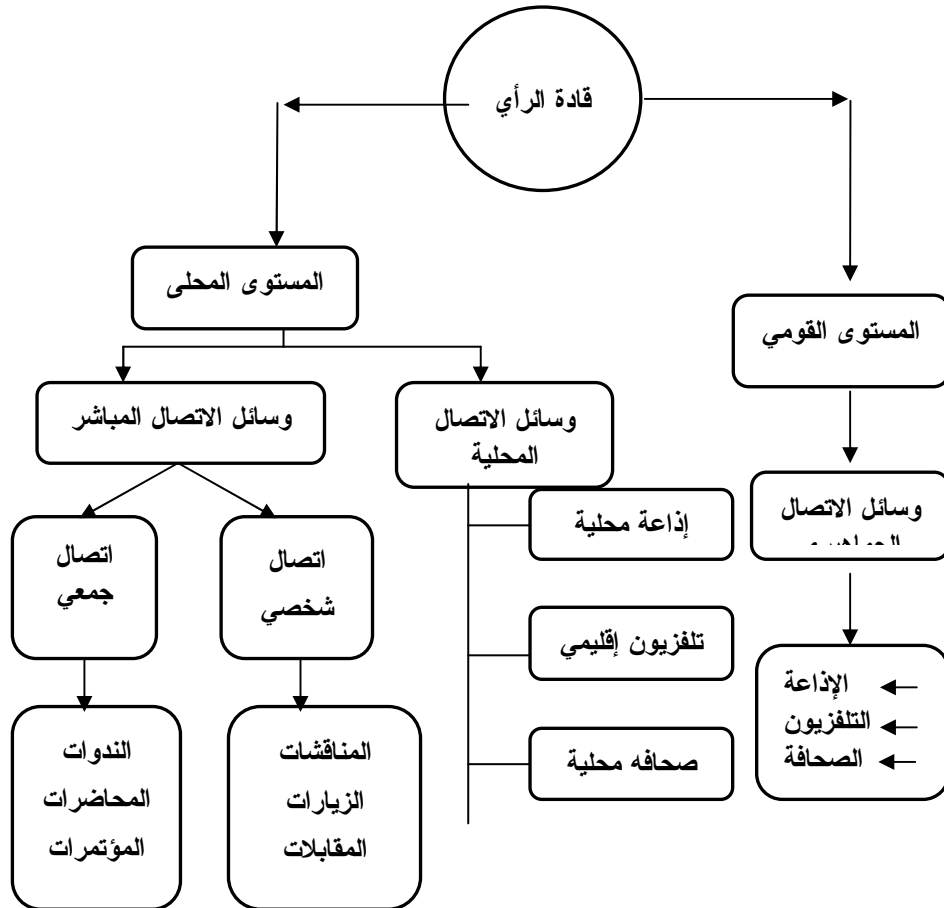 قادة الرأي
المستوى القومي
وسائل الاتصال
الإذاعة
التلفزيون
الصحافة
المستوى المحلى
وسائل الاتصال
المحلية
إذاعة محلية
تلفزيون إقليمي
صحافه محلية
وسائل الاتصال المباشر
اتصال
شخصي
المناقشات
الزيارات
المقابلات
اتصال
جمعي
الندوات
المحاضرات
المؤتمرات